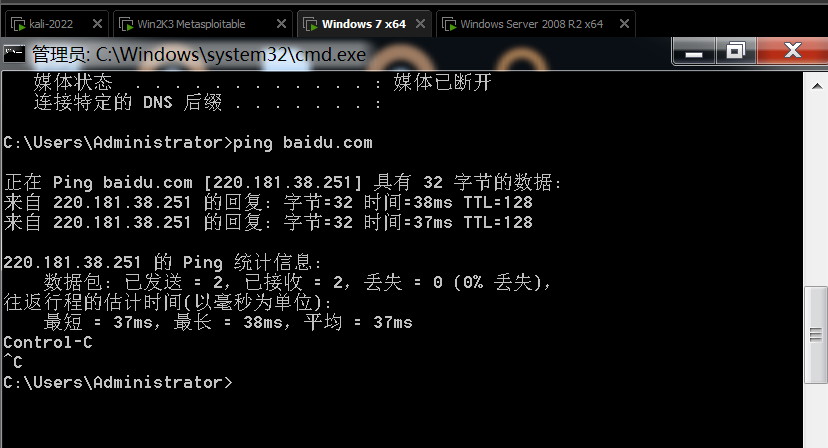 kali-2022 Win2K3 Metasploitable Windows 7 x64 Windows Server 2008 R2 x64
管理员: C:\Windows\system32\cmd.exe
媒体状态 . . . . . . . . . . . . : 媒体已断开
连接特定的 DNS 后缀 . . . . . . . :
C:\Users\Administrator>ping baidu.com
正在 Ping baidu.com [220.181.38.251] 具有 32 字节的数据:
来自 220.181.38.251 的回复: 字节=32 时间=38ms TTL=128
来自 220.181.38.251 的回复: 字节=32 时间=37ms TTL=128
220.181.38.251 的 Ping 统计信息:
数据包: 已发送 = 2，已接收 = 2，丢失 = 0 (0% 丢失)，
往返行程的估计时间(以毫秒为单位):
最短 = 37ms，最长 = 38ms，平均 = 37ms
Control-C
^C
C:\Users\Administrator>